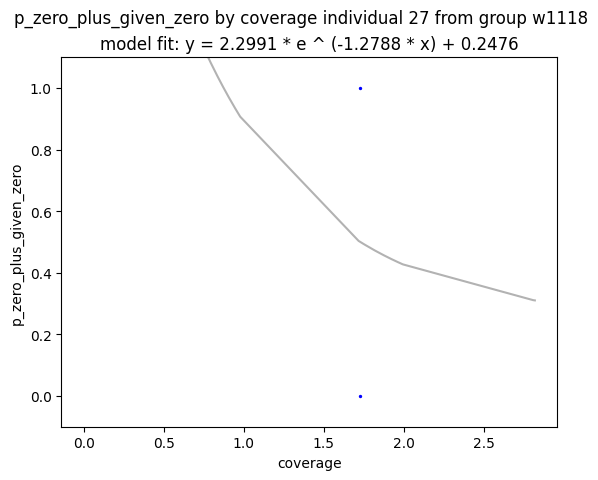 p_zero_plus_given_zero by coverage individual 27 from group w1118
model fit: y = 2.2991 * e ^ (-1.2788 * x) + 0.2476
1.0
0.8
0.6
0.4
0.2
0.0
p_zero_plus_given_zero
0.0 0.5 1.0 1.5 2.0 2.5
coverage